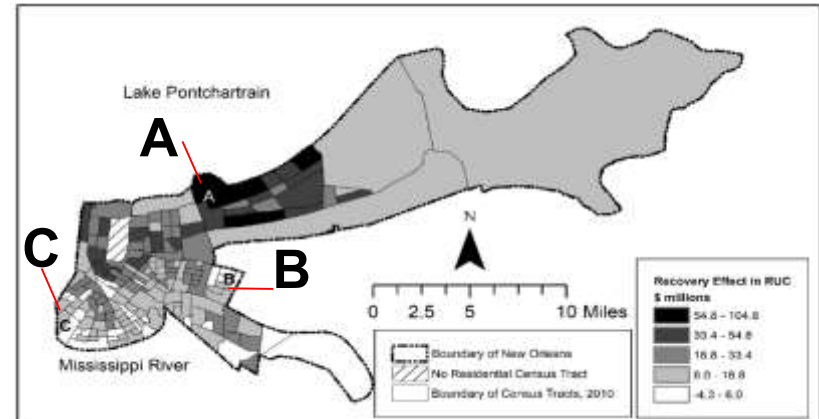 Lake Pontchartrain
A
A
N
C
B
B
C
0 2.5 5 10 Miles
Mississippi River
Boundary of New Orleans
No Residential Census Tract
Boundary of Census Tracts, 2010
Recovery Effect in RUC
$ millions
54.8 - 104.8
33.4 - 54.8
18.8 - 33.4
6.0 - 18.8
-4.3 - 6.0